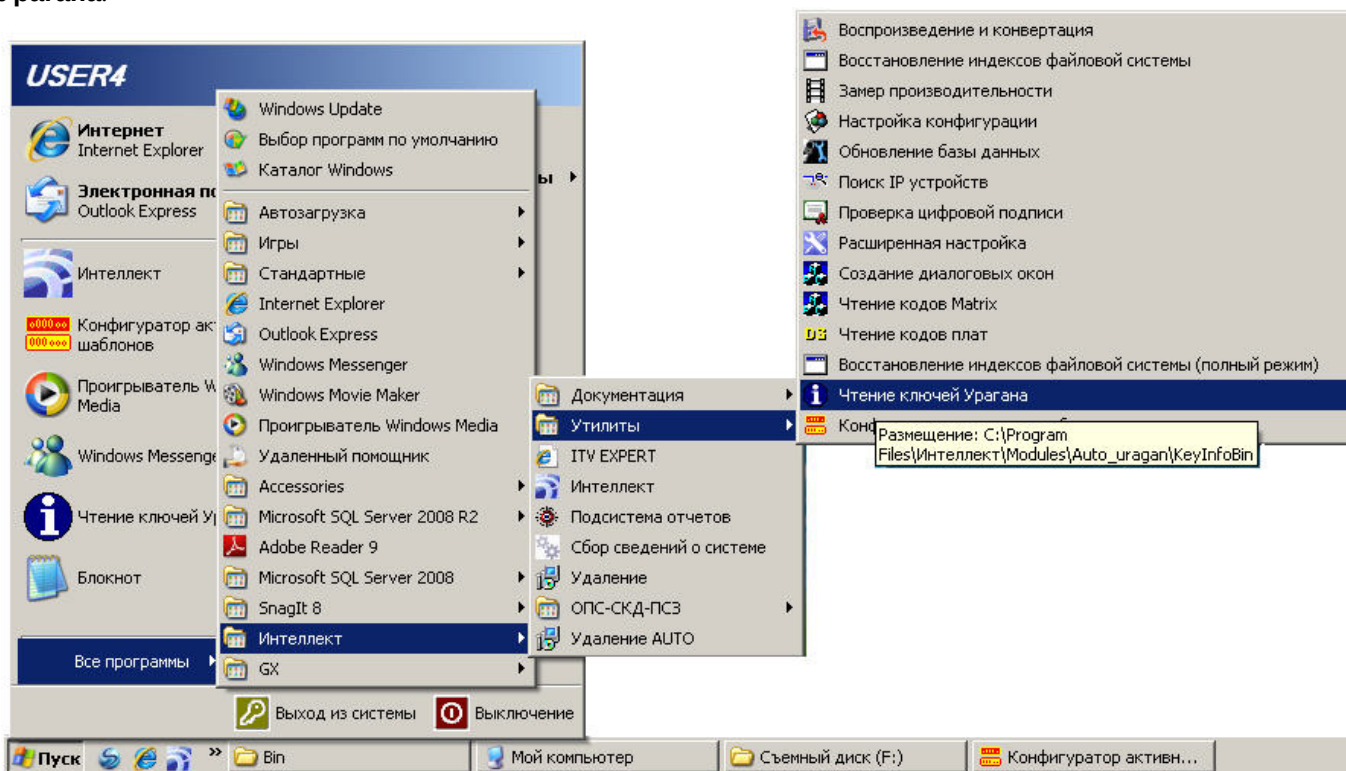 USER4
Интернет
Internet Explorer
Электронная по
Outlook Express
Интеллект
Конфигуратор ак
шаблонов
Проигрыватель W
Media
Windows Messenge
Чтение ключей У
Блокнот
Все программы
Выход из системы
Выключение
Windows Update
Выбор программ по умолчанию
Каталог Windows
Автозагрузка
Игры
Стандартные
Internet Explorer
Outlook Express
Windows Messenger
Windows Movie Maker
Проигрыватель Windows Media
Удаленный помощник
Accessories
Microsoft SQL Server 2008 R2
Adobe Reader 9
Microsoft SQL Server 2008
SnagIt 8
Интеллект
GX
ы
Документация
Утилиты
ITV EXPERT
Интеллект
Подсистема отчетов
Сбор сведений о системе
Удаление
ОПС-СКД-ПСЗ
Удаление AUTO
Воспроизведение и конвертация
Восстановление индексов файловой системы
Замер производительности
Настройка конфигурации
Обновление базы данных
Поиск IP устройств
Проверка цифровой подписи
Расширенная настройка
Создание диалоговых окон
Чтение кодов Matrix
Чтение кодов плат
Восстановление индексов файловой системы (полный режим)
Чтение ключей Урагана
Конф
Размещение: C:\Program
Files\Интеллект\Modules\Auto_uragan\KeyInfoBin
Пуск
Bin
Мой компьютер
Съемный диск (F:)
Конфигуратор активн...